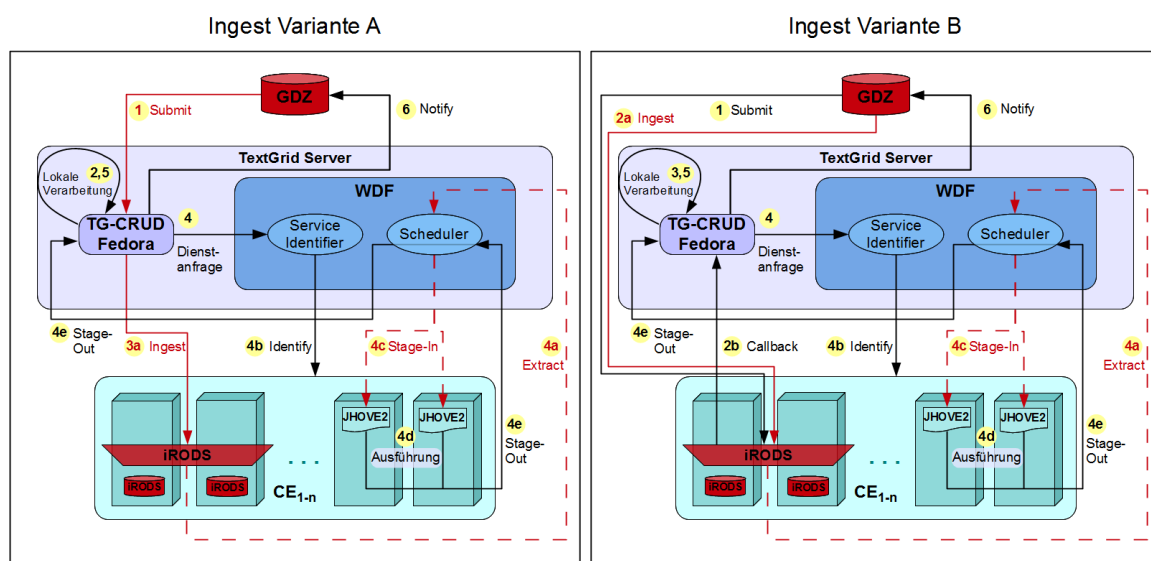 Ingest Variante A
GDZ
1 Submit
6 Notify
TextGrid Server
Lokale 2,5
Verarbeitung
WDF
TG-CRUD
Fedora
4
Dienst-
anfrage
Service
Identifier
Scheduler
4e Stage-
Out
3a Ingest
4b Identify
4c Stage-In
4a
Extract
JHOVE2
JHOVE2
4d
Ausführung
4e
Stage-
Out
iRODS
iRODS
iRODS
. . .
CE1-n
Ingest Variante B
GDZ
1 Submit
2a Ingest
6 Notify
TextGrid Server
Lokale 3,5
Verarbeitung
WDF
TG-CRUD
Fedora
4
Dienst-
anfrage
Service
Identifier
Scheduler
4e Stage-
Out
2b Callback
4b Identify
4c Stage-In
4a
Extract
JHOVE2
JHOVE2
4d
Ausführung
4e
Stage-
Out
iRODS
iRODS
iRODS
. . .
CE1-n